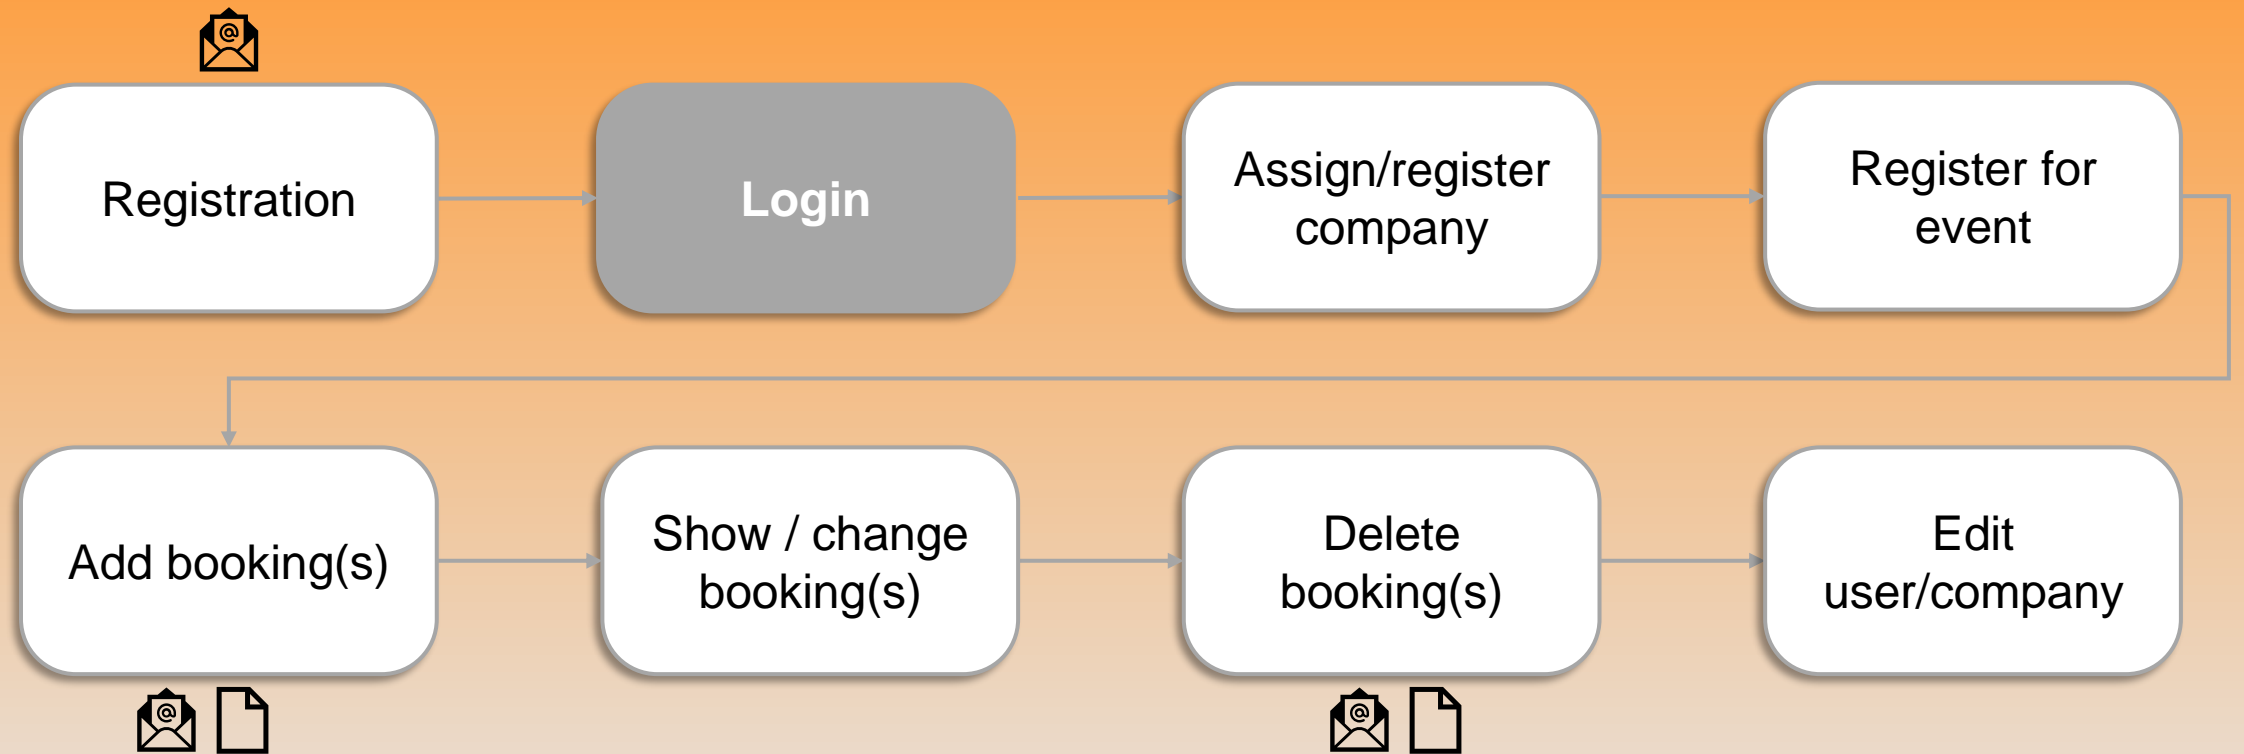 Registration
Login
Assign/register
company
Register for
event
Add booking(s)
Show / change
booking(s)
Delete
booking(s)
Edit
user/company